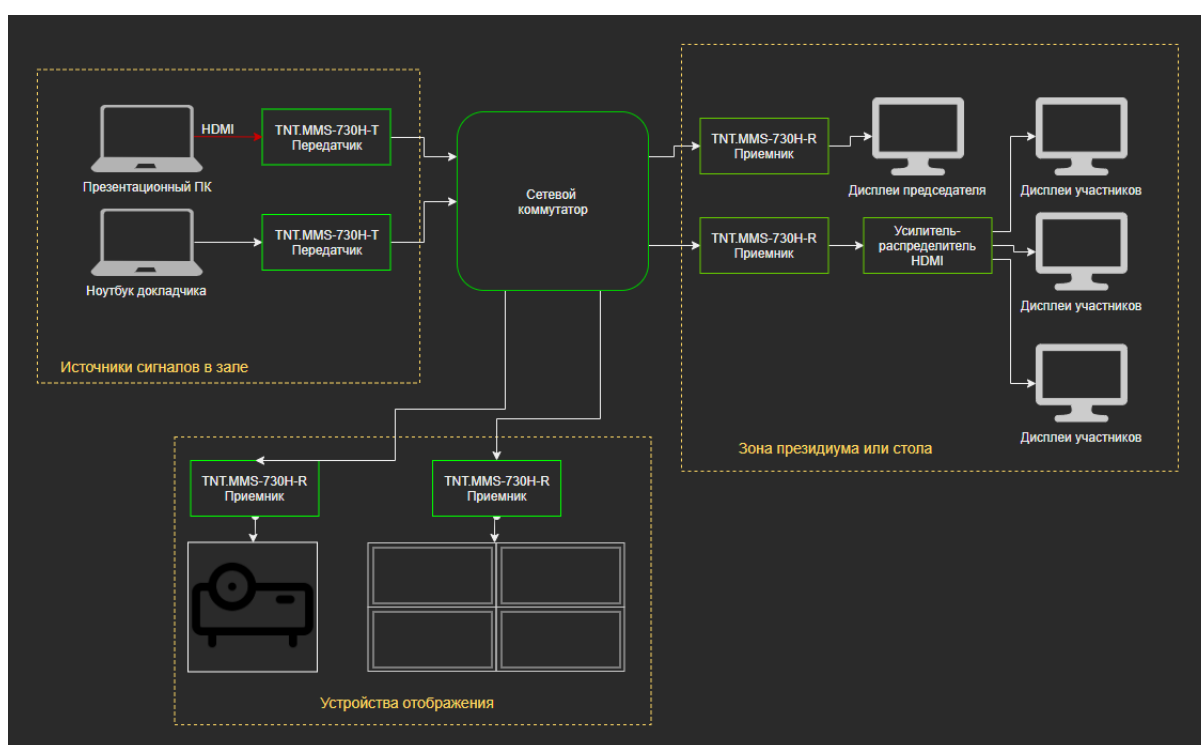 HDMI
TNT.MMS-730H-T
Передатчик
Презентационный ПК
TNT.MMS-730H-T
Передатчик
Ноутбук докладчика
Источники сигналов в зале
Сетевой
коммутатор
TNT.MMS-730H-R
Приемник
Дисплеи председателя
Дисплеи участников
TNT.MMS-730H-R
Приемник
Усилитель-
распределитель
HDMI
Дисплеи участников
Дисплеи участников
Зона президиума или стола
TNT.MMS-730H-R
Приемник
TNT.MMS-730H-R
Приемник
Устройства отображения